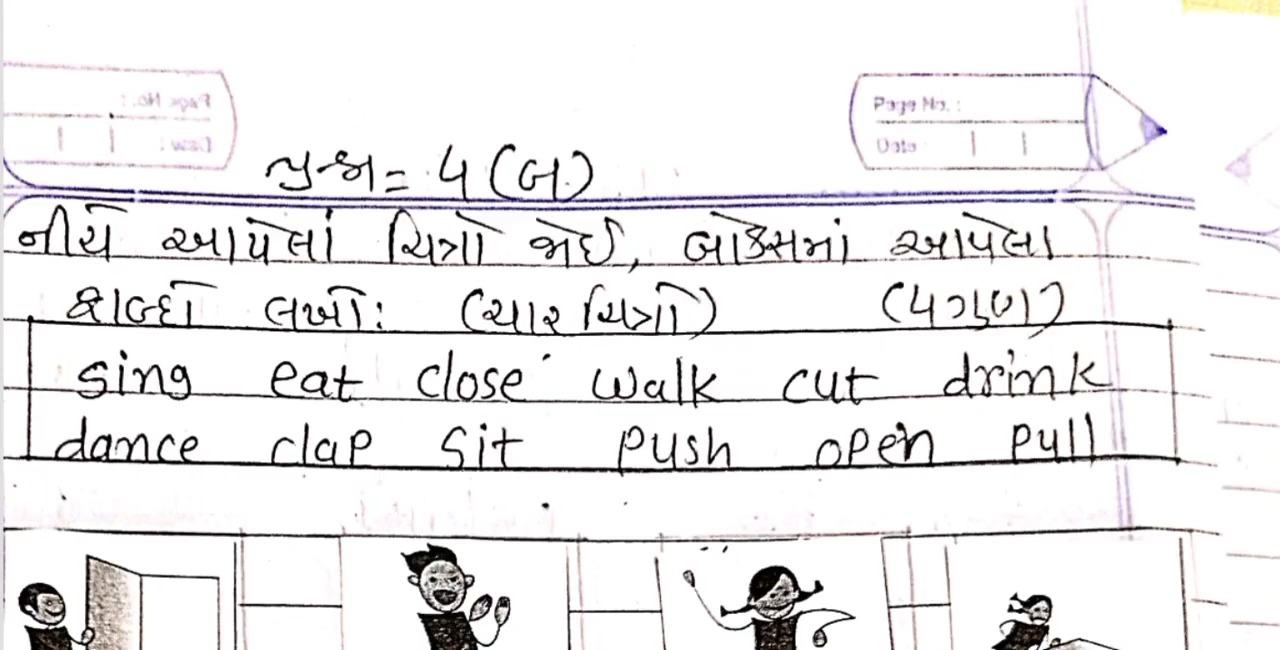 Page No. :
Date
પ્રશ્ન = 4 (બ)
નીચે આપેલાં ચિત્રો જોઈ, બોક્સમાં આપેલા
શબ્દો લખો: (ચાર ચિત્રો) (4 ગુણ)
sing eat close walk cut drink
dance clap sit push open pull